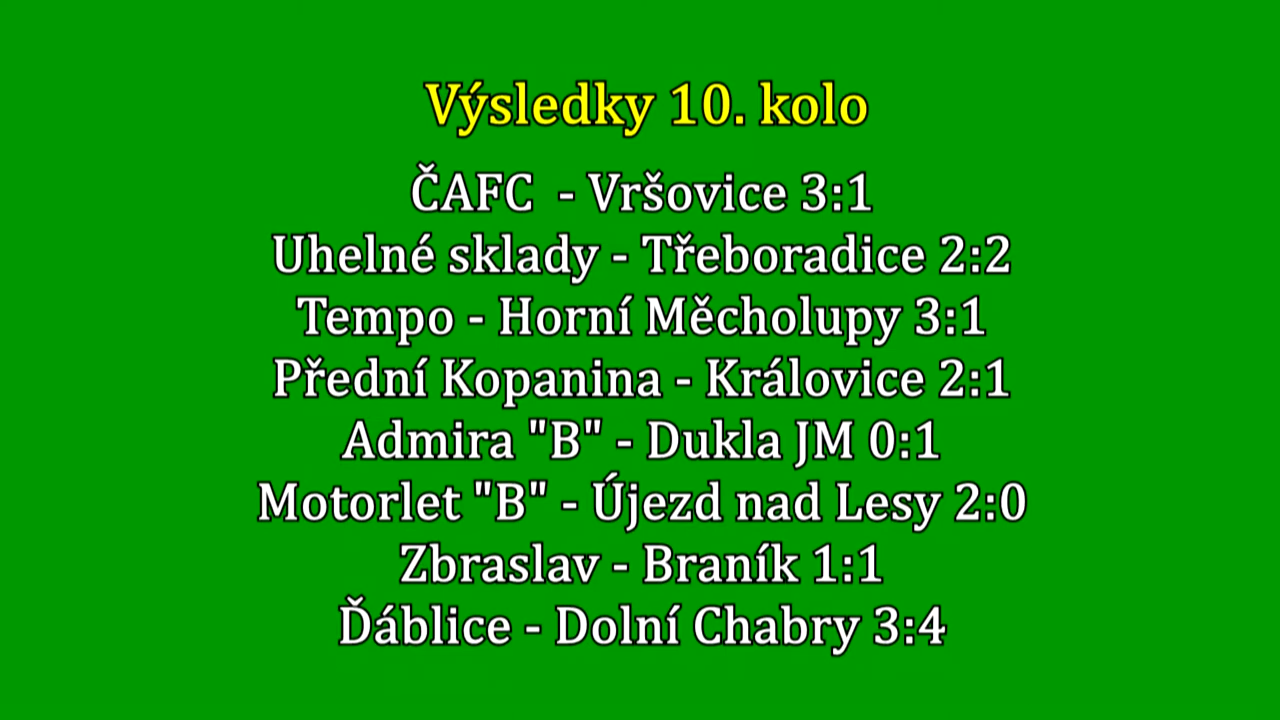 Výsledky 10. kolo
ČAFC - Vršovice 3:1
Uhelné sklady - Třeboradice 2:2
Tempo - Horní Měcholupy 3:1
Přední Kopanina - Královice 2:1
Admira "B" - Dukla JM 0:1
Motorlet "B" - Újezd nad Lesy 2:0
Zbraslav - Braník 1:1
Ďáblice - Dolní Chabry 3:4